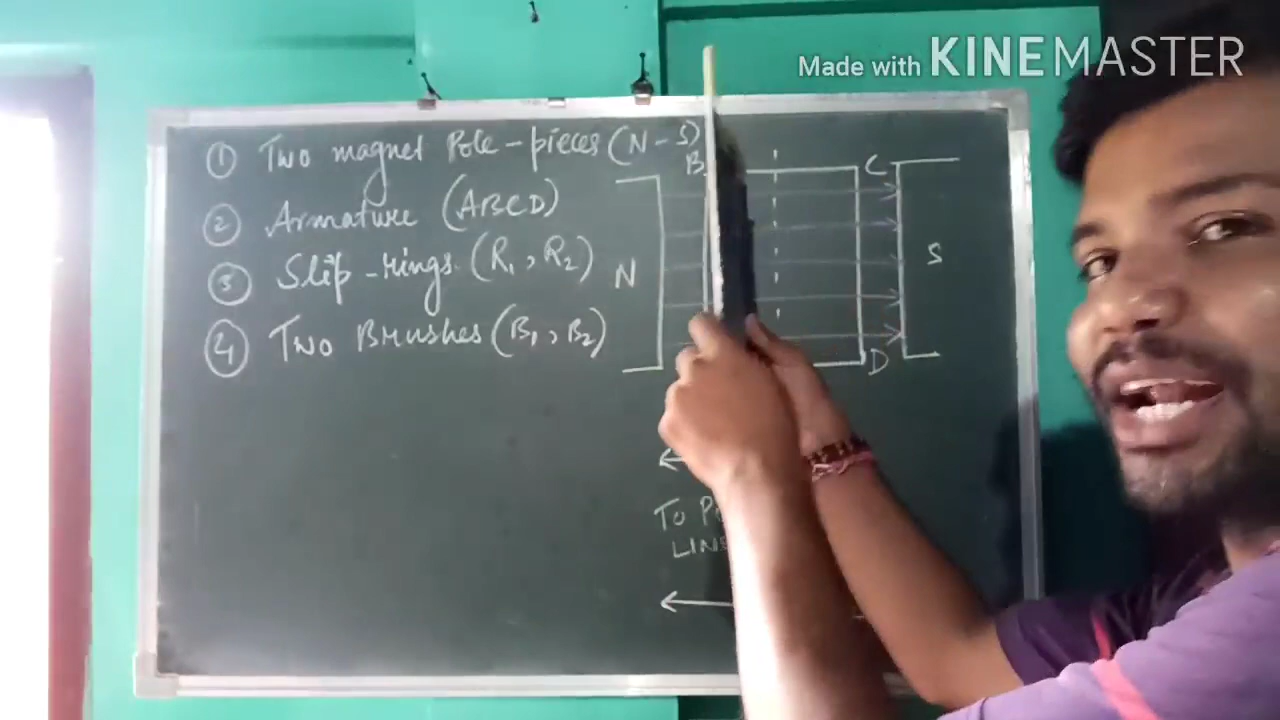 Made with KINEMASTER
① Two magnet Pole-pieces (N-S)
② Armature (ABCD)
③ Slip-rings (R₁, R₂)
④ Two Brushes (B₁, B₂)
B
C
N
S
D
TO